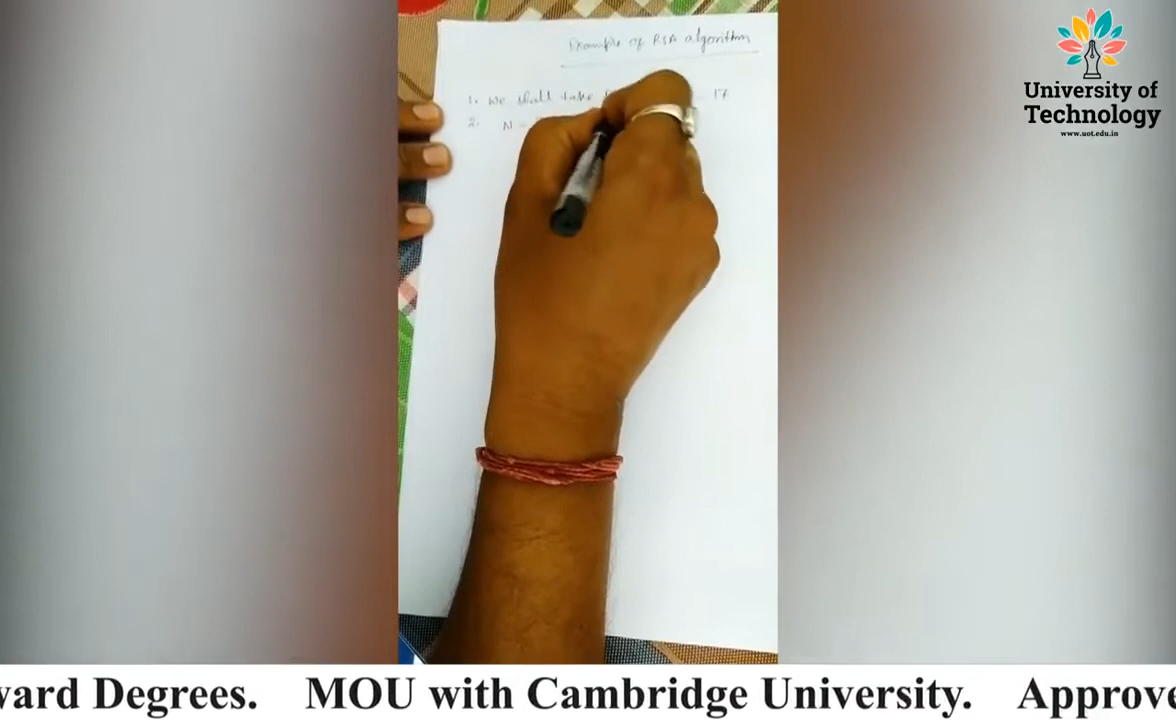 Example of RSA algorithm
1. We shall take 17
2. N =
University of
Technology
www.uot.edu.in
ward Degrees. MOU with Cambridge University. Approve